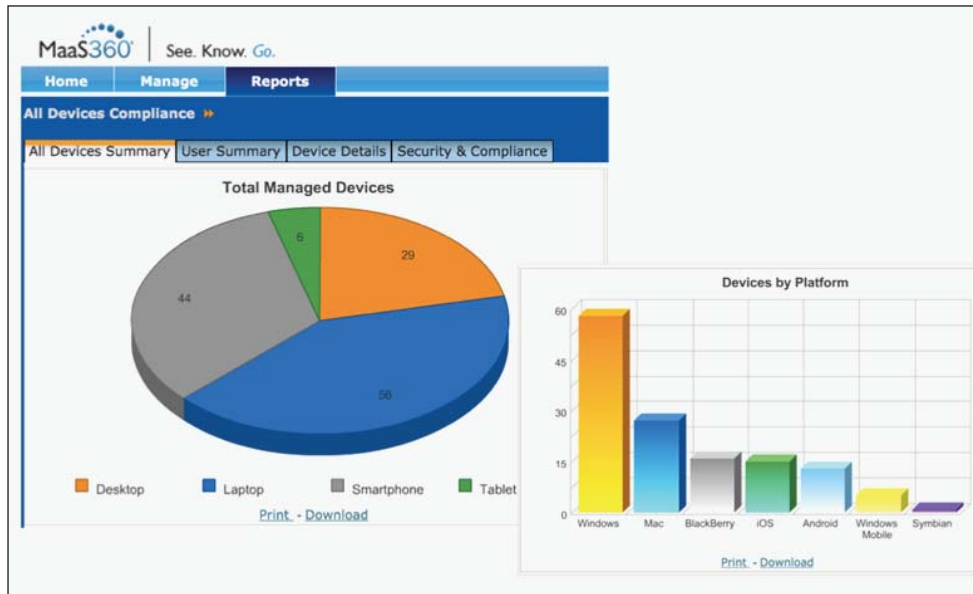 MaaS360 See. Know. Go.
Home Manage Reports
All Devices Compliance
All Devices Summary User Summary Device Details Security & Compliance
Total Managed Devices
6
29
44
56
Desktop Laptop Smartphone Tablet
Print - Download
Devices by Platform
60
45
30
15
0
Windows Mac BlackBerry iOS Android Windows Mobile Symbian
Print - Download